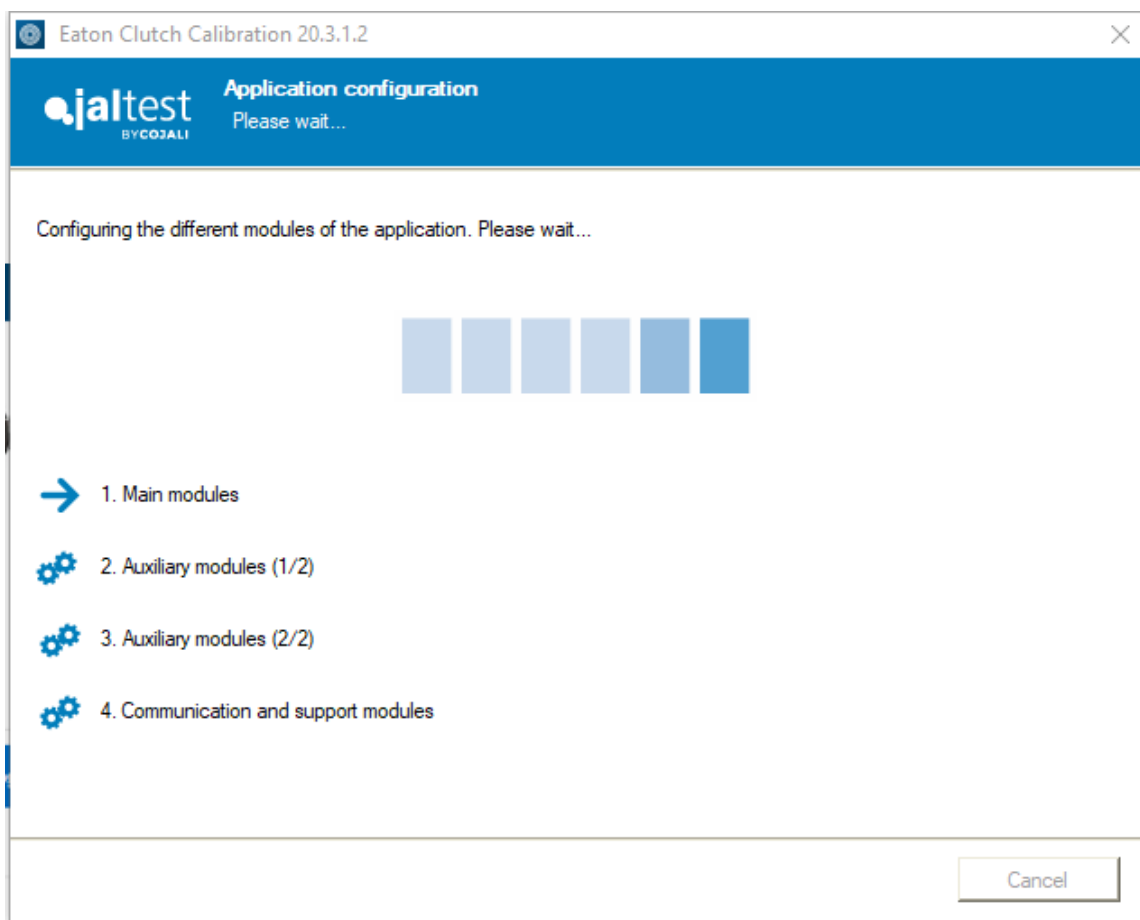 Eaton Clutch Calibration 20.3.1.2
jaltest
BY COJALI
Application configuration
Please wait...
Configuring the different modules of the application. Please wait...
1. Main modules
2. Auxiliary modules (1/2)
3. Auxiliary modules (2/2)
4. Communication and support modules
Cancel